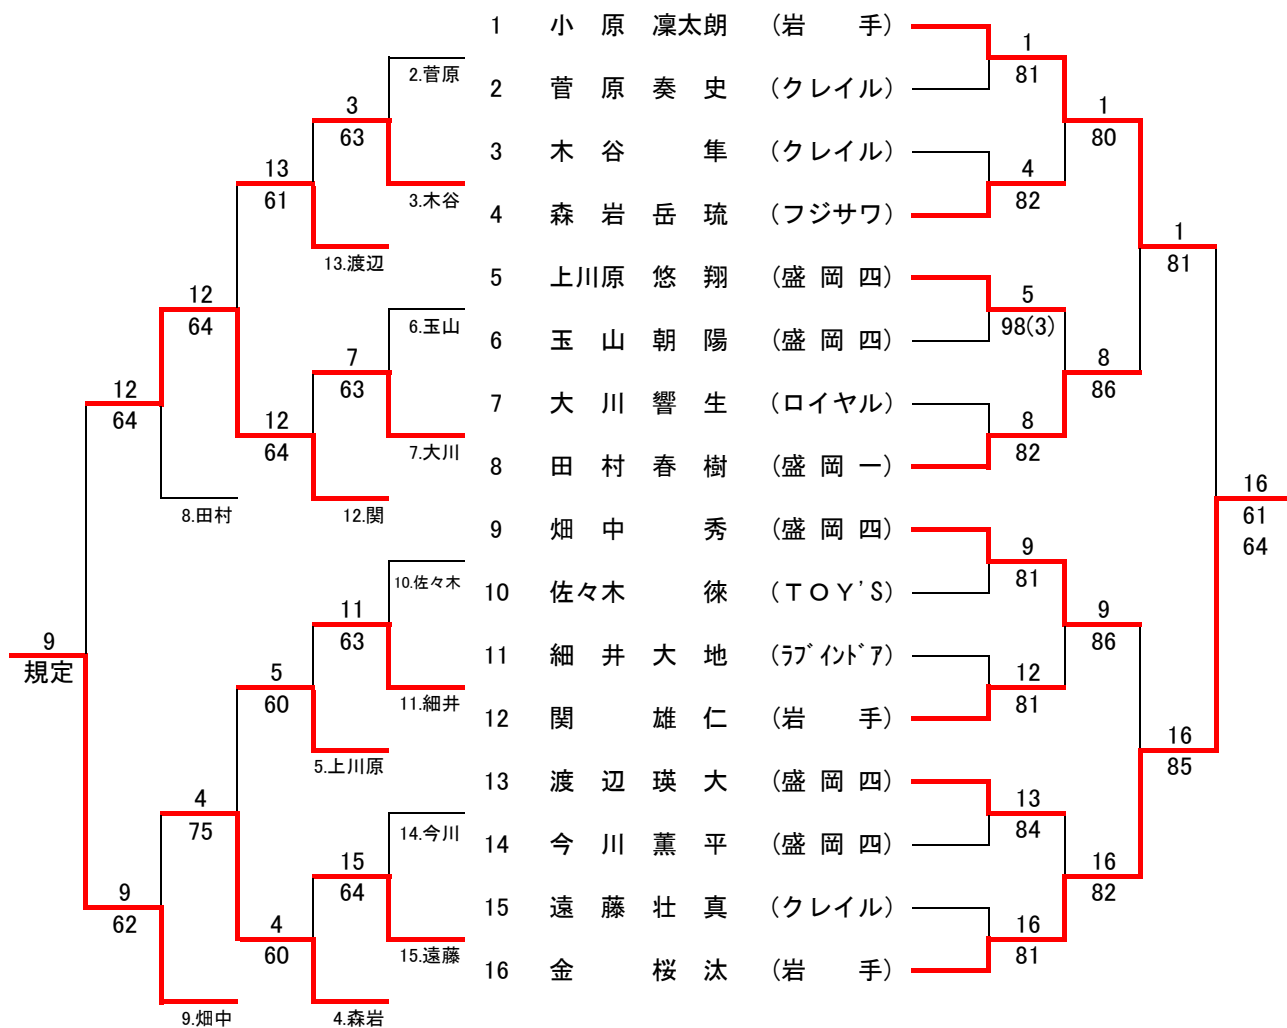 1 小 原 凜太朗 (岩 手)
2 菅 原 奏 史 (クレイル)
3 木 谷 隼 (クレイル)
4 森 岩 岳 琉 (フジサワ)
5 上川原 悠 翔 (盛 岡 四)
6 玉 山 朝 陽 (盛 岡 四)
7 大 川 響 生 (ロイヤル)
8 田 村 春 樹 (盛 岡 一)
9 畑 中 秀 (盛 岡 四)
10 佐々木 徠 (ＴＯＹ'Ｓ)
11 細 井 大 地 (ﾗﾌﾞｲﾝﾄﾞｱ)
12 関 雄 仁 (岩 手)
13 渡 辺 瑛 大 (盛 岡 四)
14 今 川 薫 平 (盛 岡 四)
15 遠 藤 壮 真 (クレイル)
16 金 桜 汰 (岩 手)
2.菅原
3
63
3.木谷
13
61
13.渡辺
6.玉山
7
63
7.大川
12
64
12
64
12.関
12
64
8.田村
10.佐々木
11
63
11.細井
5
60
5.上川原
14.今川
15
64
15.遠藤
4
75
4
60
4.森岩
9
62
9.畑中
9
規定
1
81
4
82
5
98(3)
8
82
9
81
12
81
13
84
16
81
1
80
8
86
9
86
16
82
1
81
16
85
16
61
64